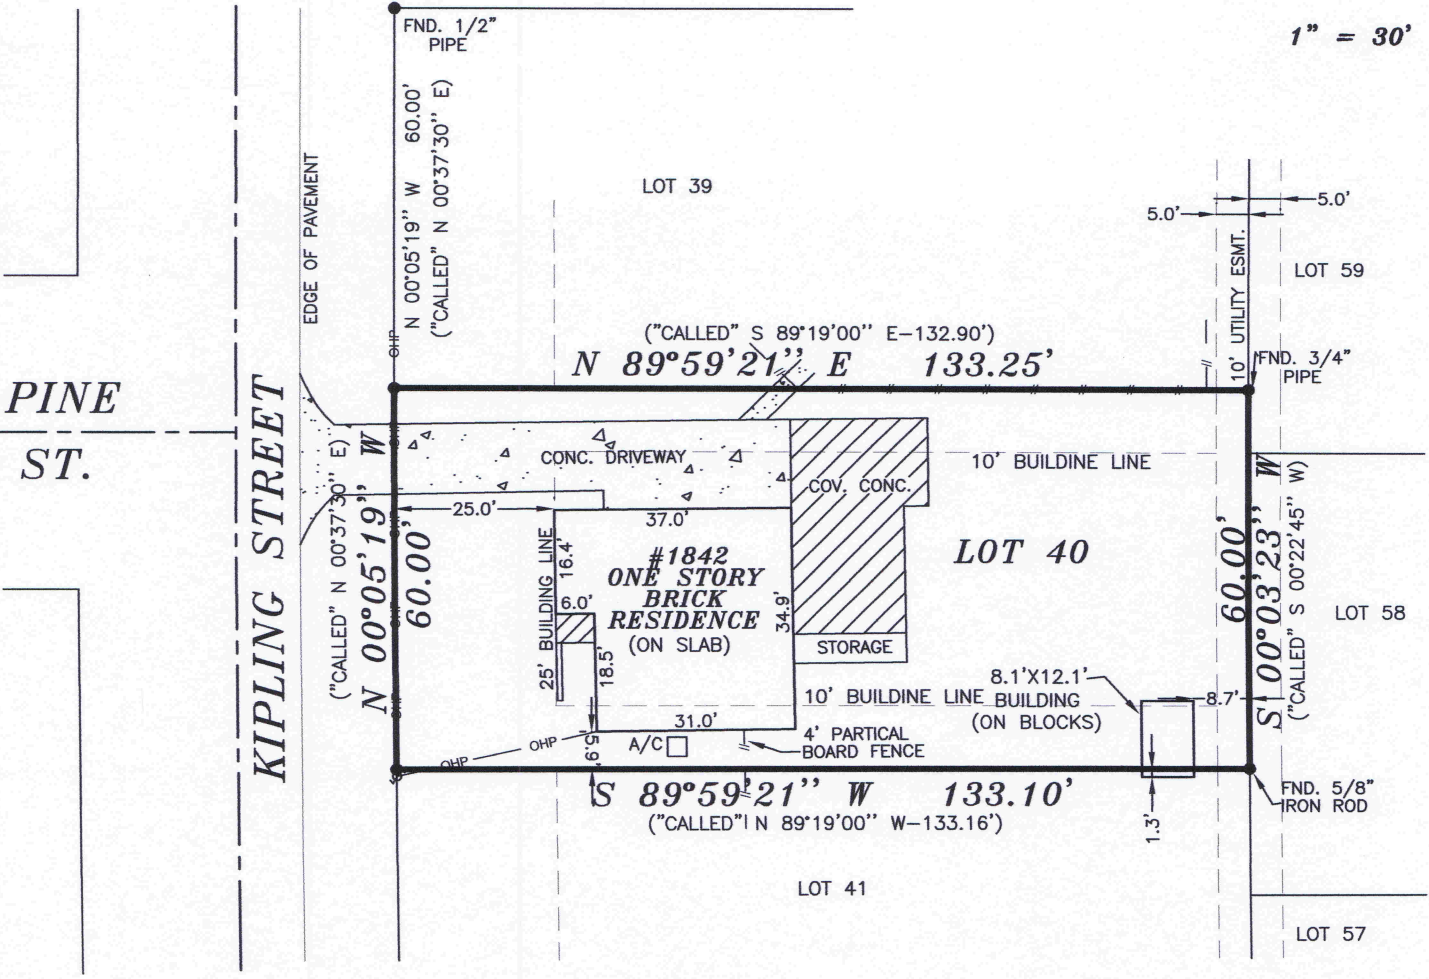 1" = 30'
FND. 1/2"
PIPE
N 00°05'19'' W 60.00'
("CALLED" N 00°37'30'' E)
EDGE OF PAVEMENT
LOT 39
5.0'
5.0'
10' UTILITY ESMT.
LOT 59
OHP
("CALLED" S 89°19'00'' E-132.90')
N 89°59'21'' E 133.25'
FND. 3/4"
PIPE
PINE
ST.
KIPLING STREET
("CALLED" N 00°37'30'' E)
N 00°05'19'' W
60.00'
OHP
OHP
OHP
OHP
CONC. DRIVEWAY
10' BUILDINE LINE
COV. CONC.
25.0'
37.0'
25' BUILDING LINE
16.4'
#1842
ONE STORY
BRICK
RESIDENCE
(ON SLAB)
34.9'
6.0'
18.5'
LOT 40
60.00'
S 00°03'23'' W
("CALLED" S 00°22'45'' W)
LOT 58
STORAGE
10' BUILDINE LINE
8.1'X12.1'
BUILDING
(ON BLOCKS)
8.7'
31.0'
A/C
4' PARTICAL
BOARD FENCE
OHP
OHP
5.9'
S 89°59'21'' W 133.10'
("CALLED" N 89°19'00'' W-133.16')
FND. 5/8"
IRON ROD
1.3'
LOT 41
LOT 57